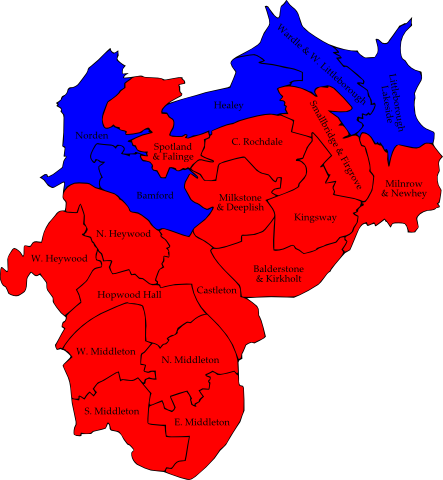 Wardle & W. Littleborough
Littleborough
Lakeside
Healey
Norden
Smallbridge & Firgrove
C. Rochdale
Spotland
& Falinge
Bamford
Milnrow
& Newhey
Milkstone
& Deeplish
Kingsway
N. Heywood
W. Heywood
Balderstone
& Kirkholt
Castleton
Hopwood Hall
W. Middleton
N. Middleton
S. Middleton
E. Middleton